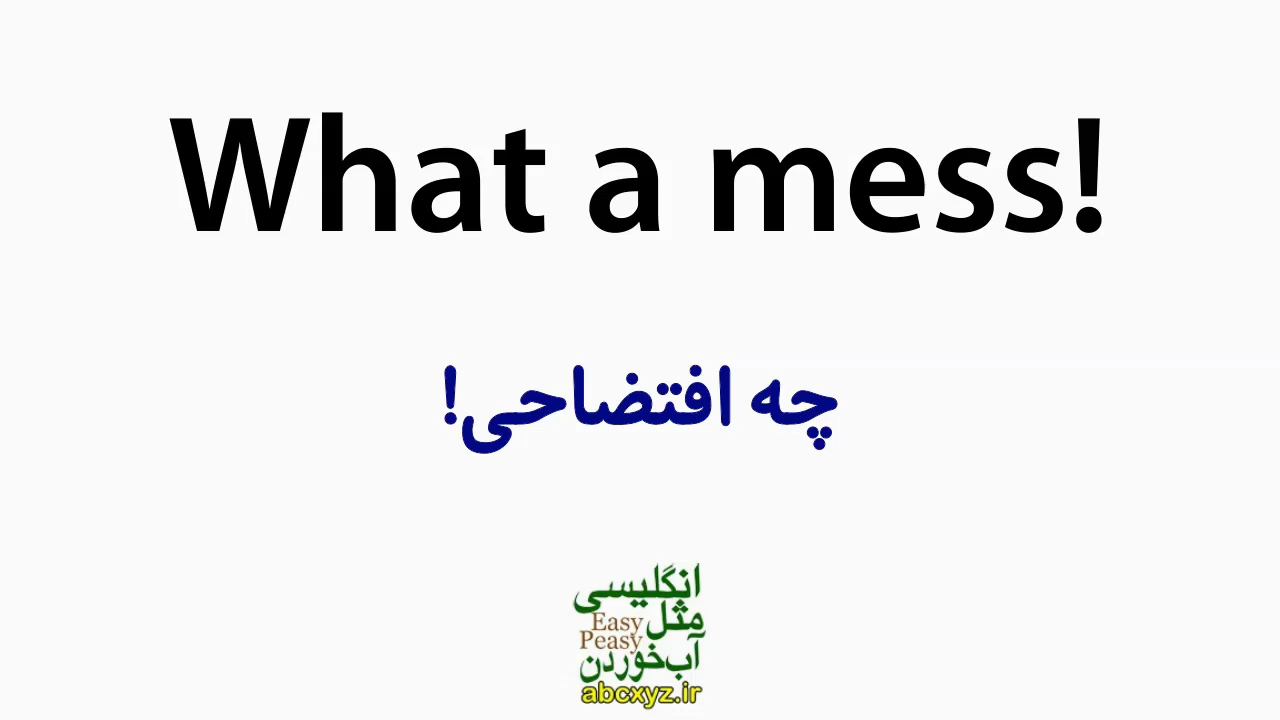 What a mess!
چه افتضاحی!
انگلیسی
مثل
Easy
Peasy
آب‌خوردن
abcxyz.ir